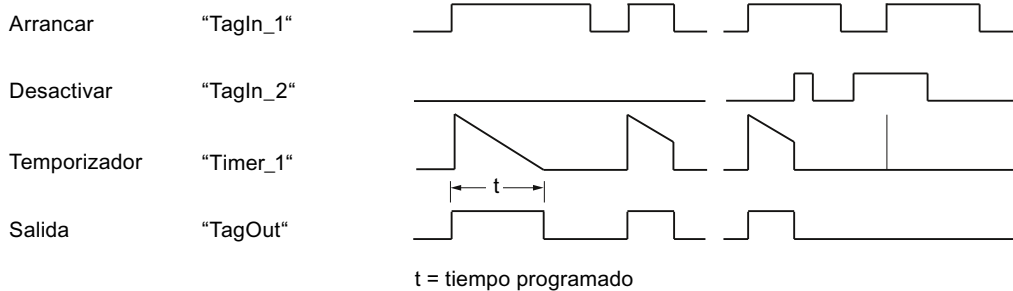 Arrancar “TagIn_1“
Desactivar “TagIn_2“
Temporizador “Timer_1“
t
Salida “TagOut“
t = tiempo programado